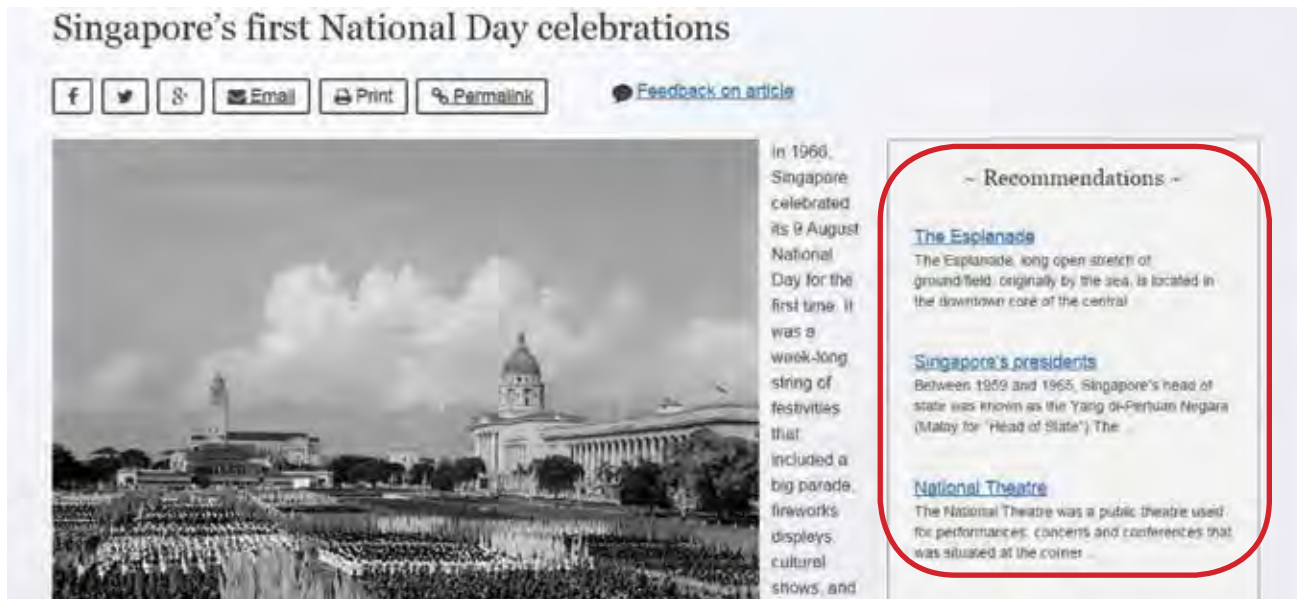 Singapore's first National Day celebrations
f 8+ Email Print Permalink Feedback on article
In 1966,
Singapore
celebrated
its 9 August
National
Day for the
first time. It
was a
week-long
string of
festivities
that
included a
big parade,
fireworks
displays,
cultural
shows, and
~ Recommendations ~
The Esplanade
The Esplanade, long open stretch of
ground/field, originally by the sea, is located in
the downtown core of the central ...
Singapore's presidents
Between 1959 and 1965, Singapore's head of
state was known as the Yang di-Pertuan Negara
(Malay for "Head of State") The ...
National Theatre
The National Theatre was a public theatre used
for performances, concerts and conferences that
was situated at the corner ...